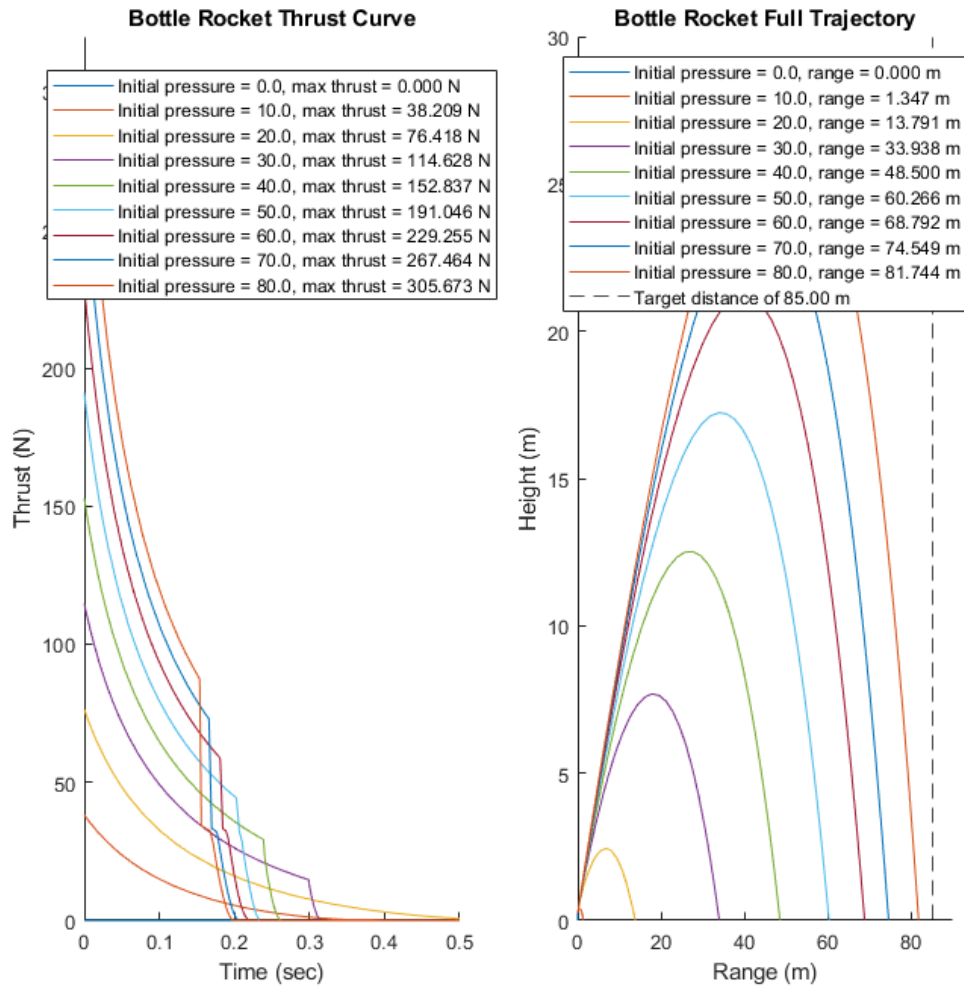 Bottle Rocket Thrust Curve
Initial pressure = 0.0, max thrust = 0.000 N
Initial pressure = 10.0, max thrust = 38.209 N
Initial pressure = 20.0, max thrust = 76.418 N
Initial pressure = 30.0, max thrust = 114.628 N
Initial pressure = 40.0, max thrust = 152.837 N
Initial pressure = 50.0, max thrust = 191.046 N
Initial pressure = 60.0, max thrust = 229.255 N
Initial pressure = 70.0, max thrust = 267.464 N
Initial pressure = 80.0, max thrust = 305.673 N
200
150
100
50
0
Thrust (N)
0
0.1
0.2
0.3
0.4
0.5
Time (sec)
Bottle Rocket Full Trajectory
30
Initial pressure = 0.0, range = 0.000 m
Initial pressure = 10.0, range = 1.347 m
Initial pressure = 20.0, range = 13.791 m
Initial pressure = 30.0, range = 33.938 m
Initial pressure = 40.0, range = 48.500 m
Initial pressure = 50.0, range = 60.266 m
Initial pressure = 60.0, range = 68.792 m
Initial pressure = 70.0, range = 74.549 m
Initial pressure = 80.0, range = 81.744 m
Target distance of 85.00 m
25
20
15
10
5
0
Height (m)
0
20
40
60
80
Range (m)